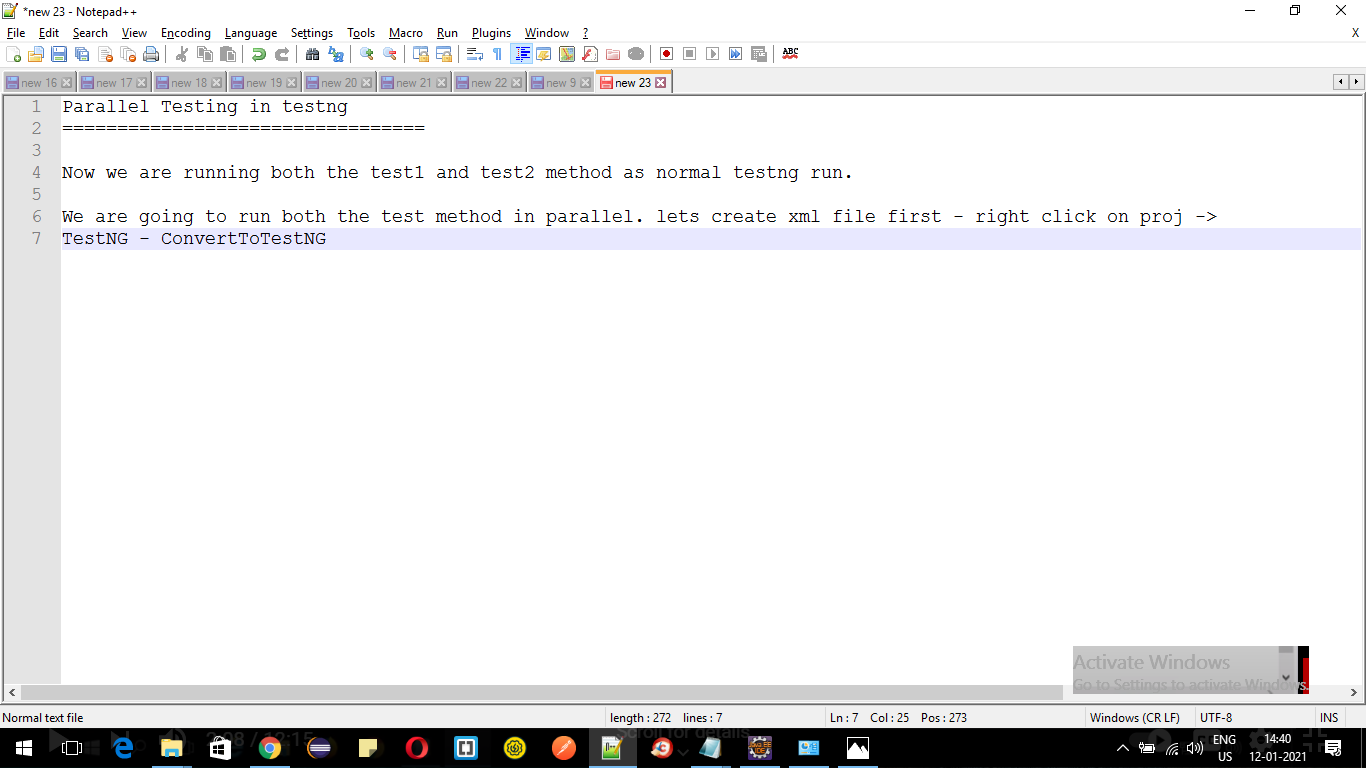 *new 23 - Notepad++
File Edit Search View Encoding Language Settings Tools Macro Run Plugins Window ? X
ABC
new 16 new 17 new 18 new 19 new 20 new 21 new 22 new 9 new 23
1 Parallel Testing in testng
2 =================================
3
4 Now we are running both the test1 and test2 method as normal testng run.
5
6 We are going to run both the test method in parallel. lets create xml file first - right click on proj ->
7 TestNG - ConvertToTestNG
Activate Windows
Go to Settings to activate Windows.
Normal text file length : 272 lines : 7 Ln : 7 Col : 25 Pos : 273 Windows (CR LF) UTF-8 INS
2:08 / 12:15
Scroll for details
ENG 14:40
US 12-01-2021